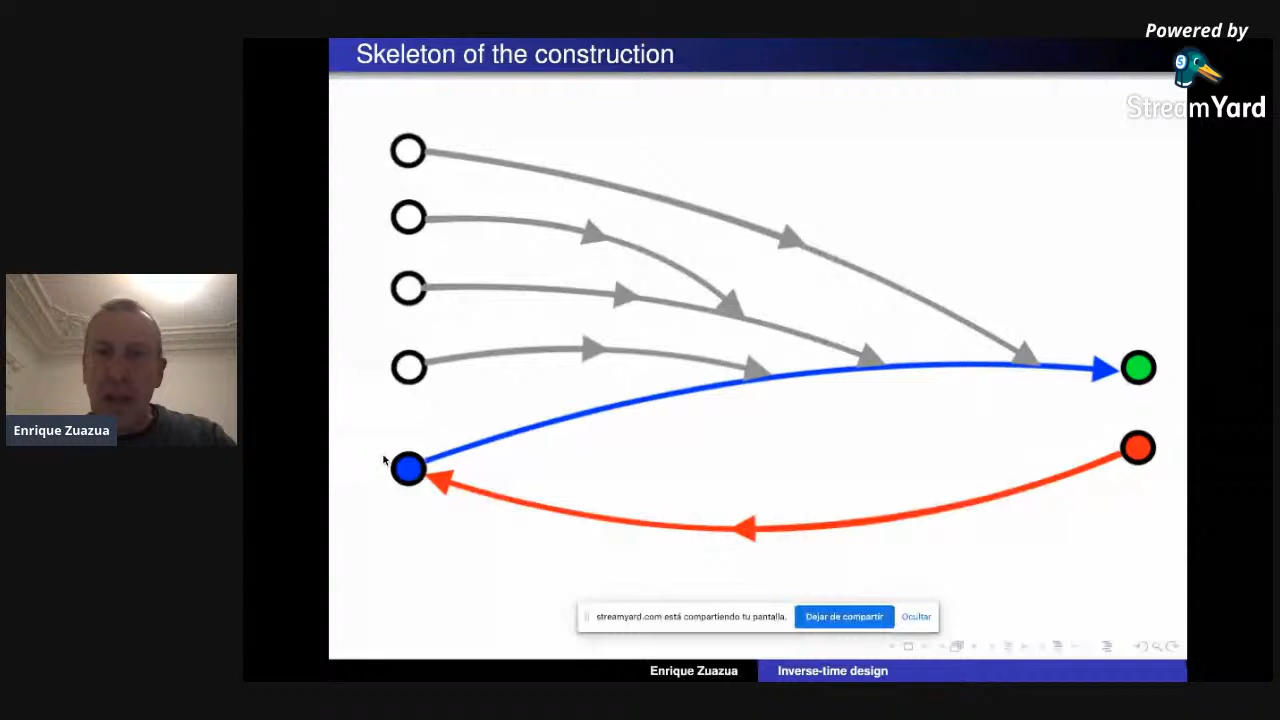 Powered by
StreamYard
Skeleton of the construction
Enrique Zuazua
streamyard.com está compartiendo tu pantalla.
Dejar de compartir
Ocultar
Enrique Zuazua
Inverse-time design